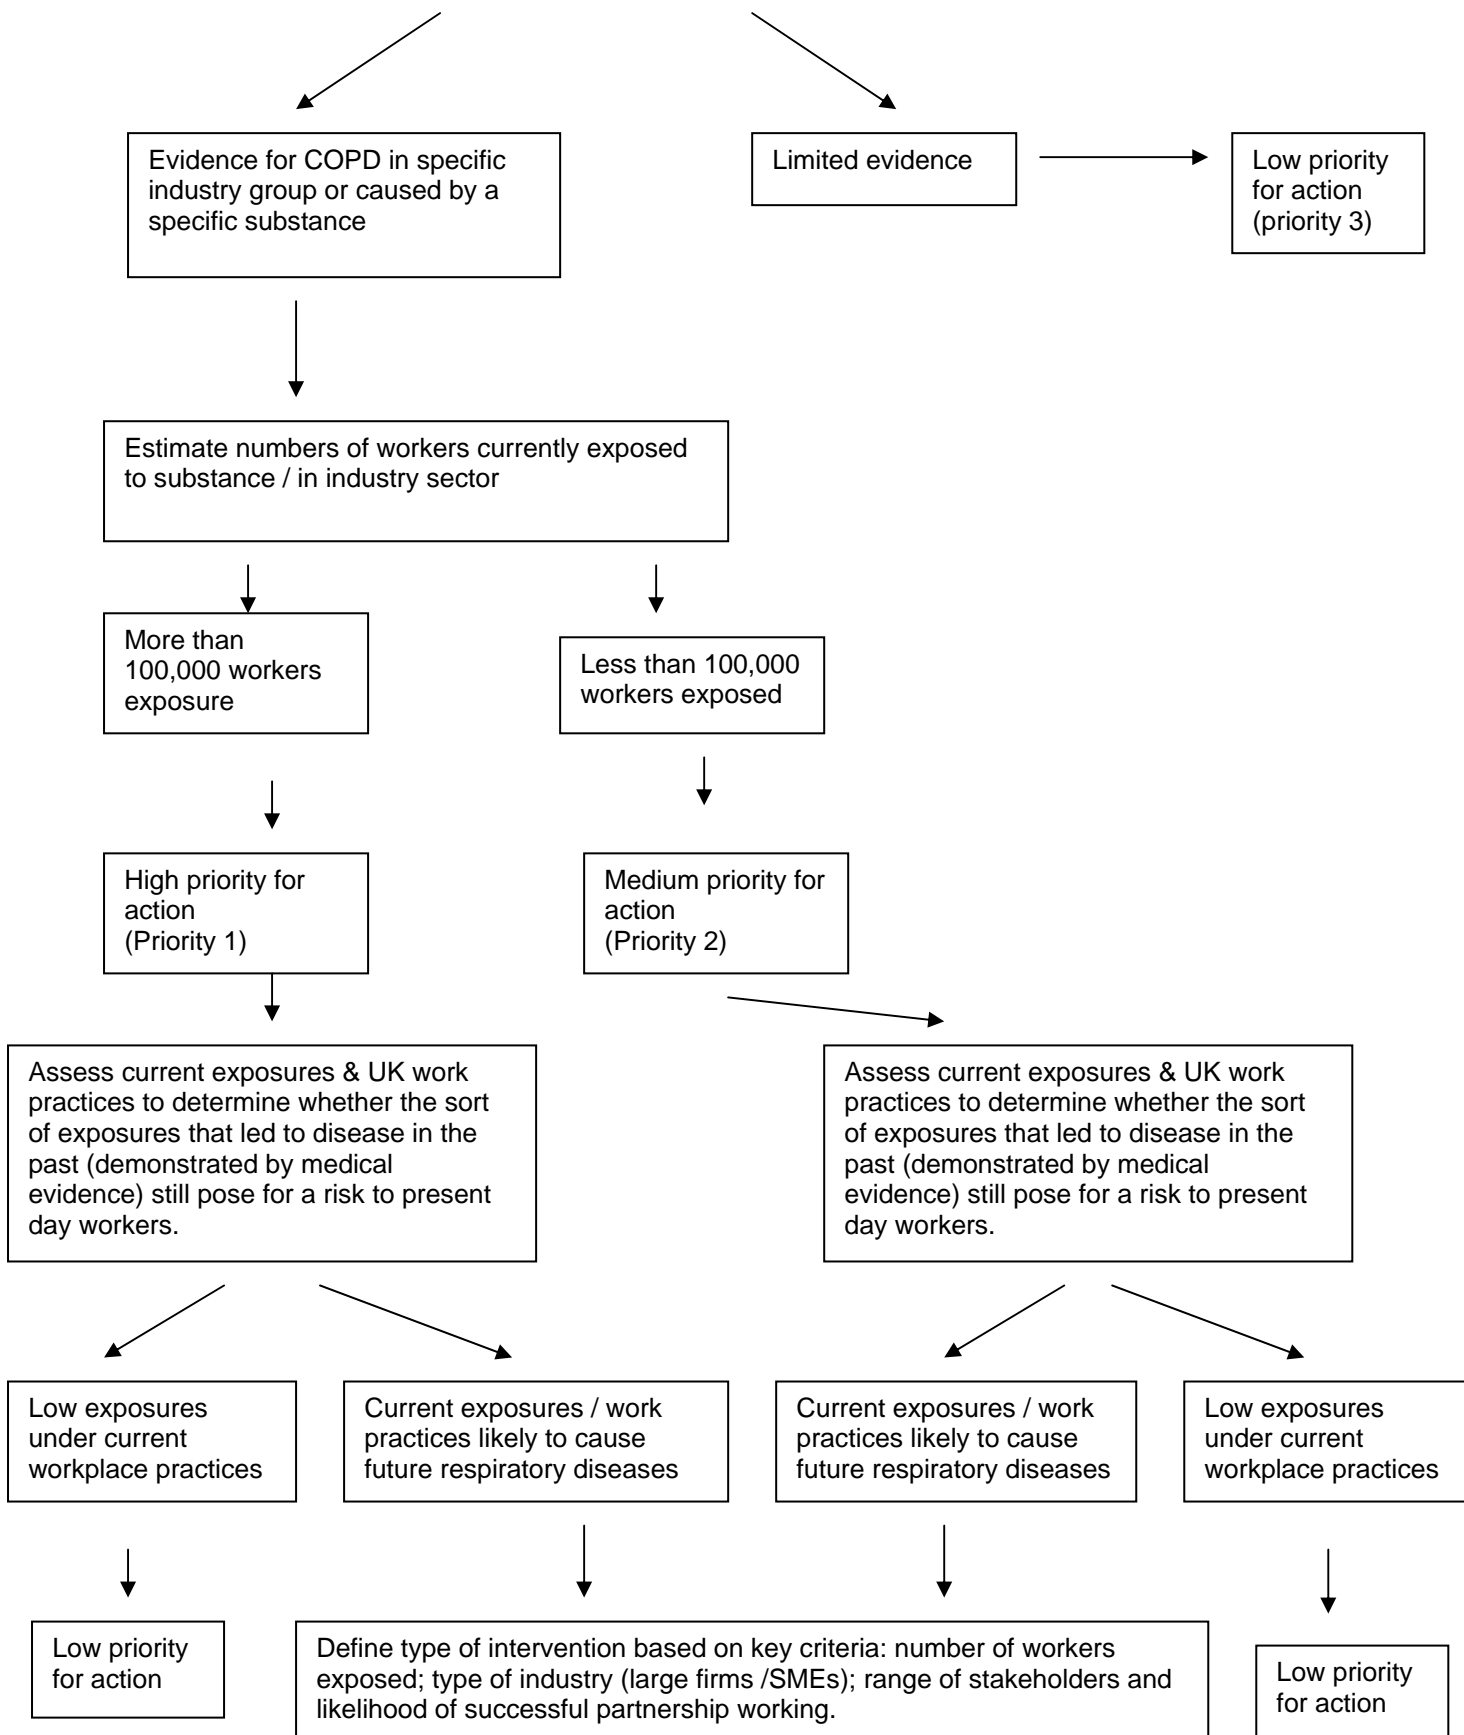 Evidence for COPD in specific
industry group or caused by a
specific substance
Limited evidence
Low priority
for action
(priority 3)
Estimate numbers of workers currently exposed
to substance / in industry sector
More than
100,000 workers
exposure
Less than 100,000
workers exposed
High priority for
action
(Priority 1)
Medium priority for
action
(Priority 2)
Assess current exposures & UK work
practices to determine whether the sort
of exposures that led to disease in the
past (demonstrated by medical
evidence) still pose for a risk to present
day workers.
Assess current exposures & UK work
practices to determine whether the sort
of exposures that led to disease in the
past (demonstrated by medical
evidence) still pose for a risk to present
day workers.
Low exposures
under current
workplace practices
Current exposures / work
practices likely to cause
future respiratory diseases
Current exposures / work
practices likely to cause
future respiratory diseases
Low exposures
under current
workplace practices
Low priority
for action
Define type of intervention based on key criteria: number of workers
exposed; type of industry (large firms /SMEs); range of stakeholders and
likelihood of successful partnership working.
Low priority
for action